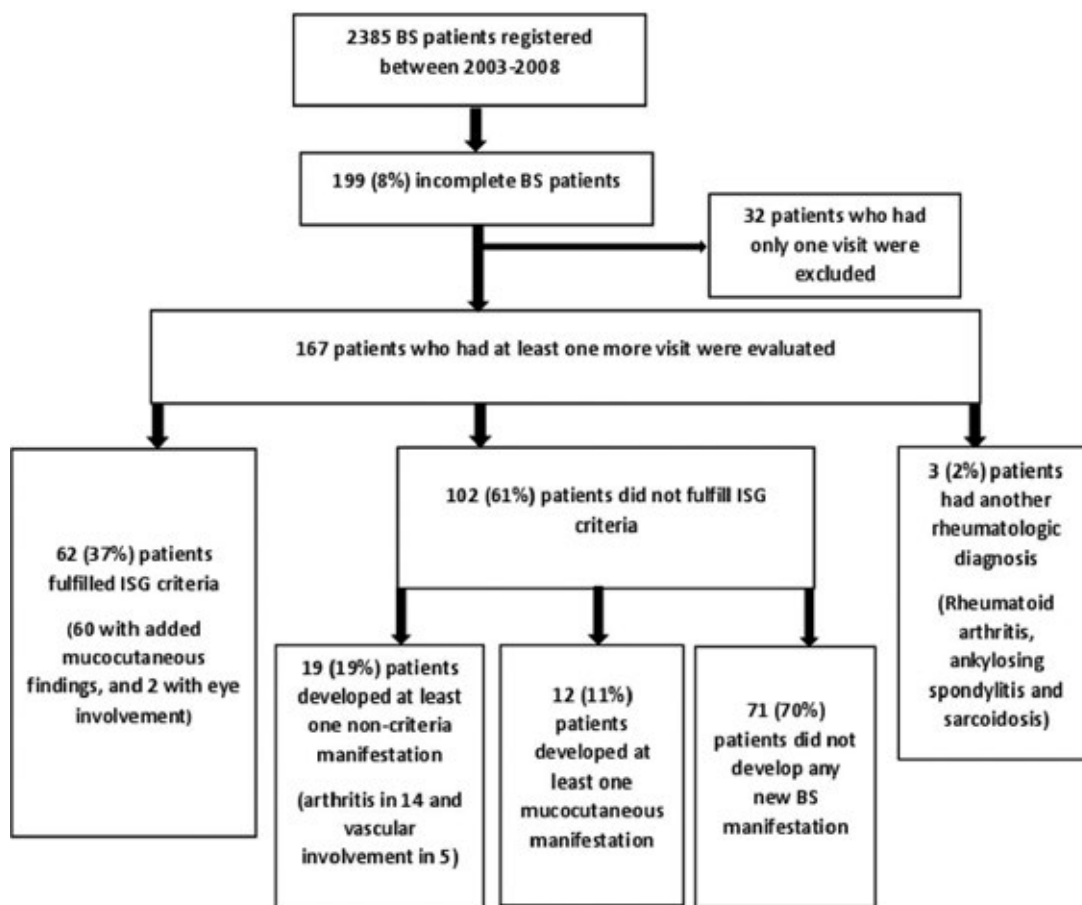 2385 BS patients registered
between 2003-2008
199 (8%) incomplete BS patients
32 patients who had
only one visit were
excluded
167 patients who had at least one more visit were evaluated
62 (37%) patients
fulfilled ISG criteria
(60 with added
mucocutaneous
findings, and 2 with eye
involvement)
102 (61%) patients did not fulfill ISG
criteria
3 (2%) patients
had another
rheumatologic
diagnosis
(Rheumatoid
arthritis,
ankylosing
spondylitis and
sarcoidosis)
19 (19%) patients
developed at least
one non-criteria
manifestation
(arthritis in 14 and
vascular
involvement in 5)
12 (11%)
patients
developed at
least one
mucocutaneous
manifestation
71 (70%)
patients did not
develop any
new BS
manifestation